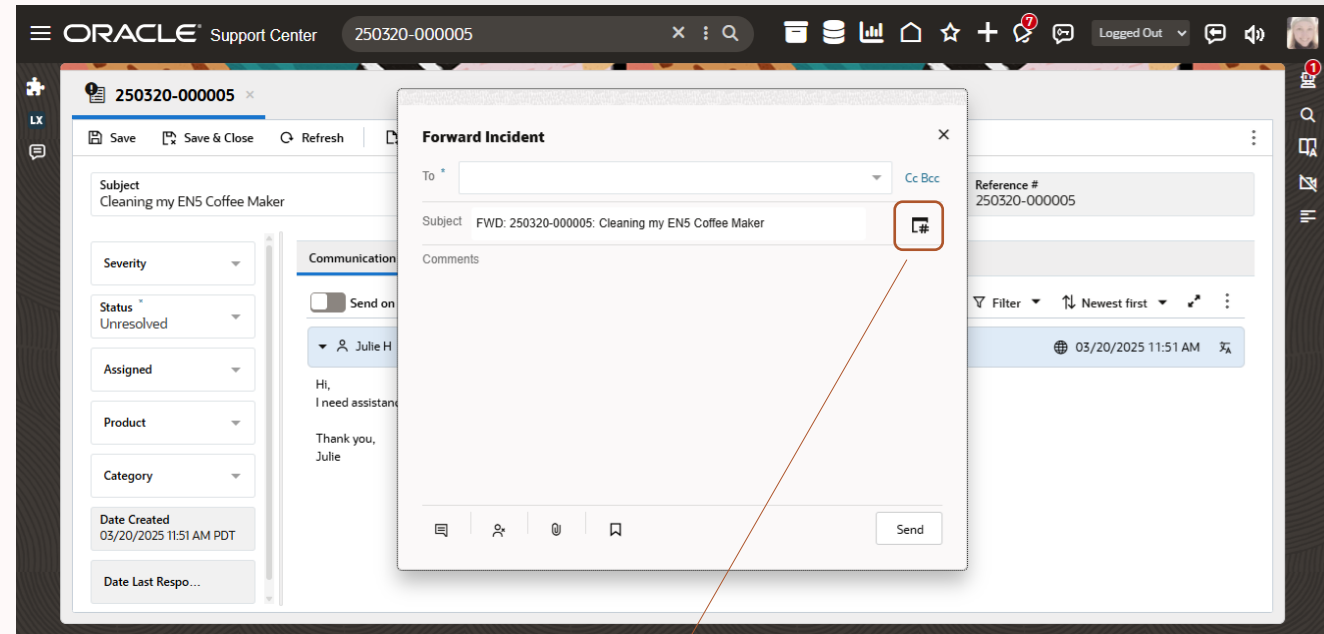 ORACLE Support Center 250320-000005 Logged Out 7
LX
1
250320-000005
Save Save & Close Refresh
Subject
Cleaning my EN5 Coffee Maker
Reference #
250320-000005
Forward Incident
To * Cc Bcc
Subject FWD: 250320-000005: Cleaning my EN5 Coffee Maker
Comments
Send
Severity
Status *
Unresolved
Assigned
Product
Category
Date Created
03/20/2025 11:51 AM PDT
Date Last Respo...
Communication
Send on
Filter Newest first
Julie H
03/20/2025 11:51 AM
Hi,
I need assistanc
Thank you,
Julie